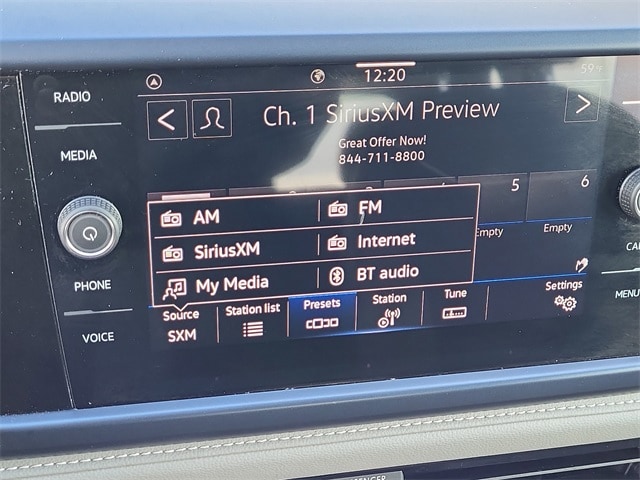 RADIO
MEDIA
PHONE
VOICE
12:20
59°F
Ch. 1 SiriusXM Preview
Great Offer Now!
844-711-8800
5
6
Empty
Empty
AM
FM
SiriusXM
Internet
My Media
BT audio
Source
SXM
Station list
Presets
Station
Tune
Settings
MENU